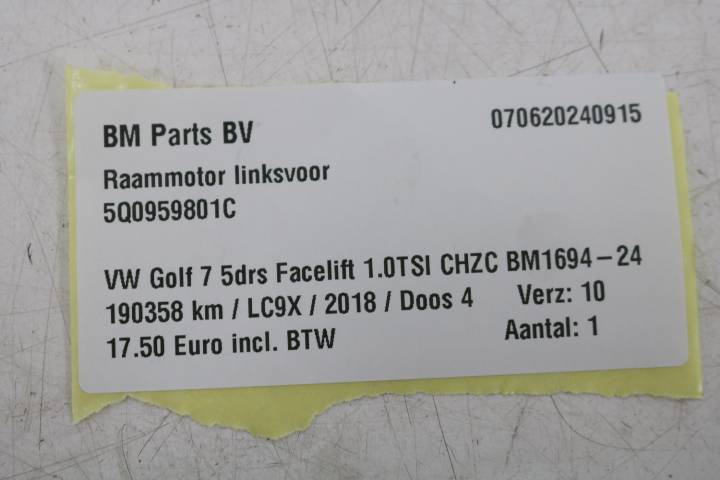 BM Parts BV 070620240915
Raammotor linksvoor
5Q0959801C
VW Golf 7 5drs Facelift 1.0TSI CHZC BM1694-24
190358 km / LC9X / 2018 / Doos 4 Verz: 10
17.50 Euro incl. BTW Aantal: 1